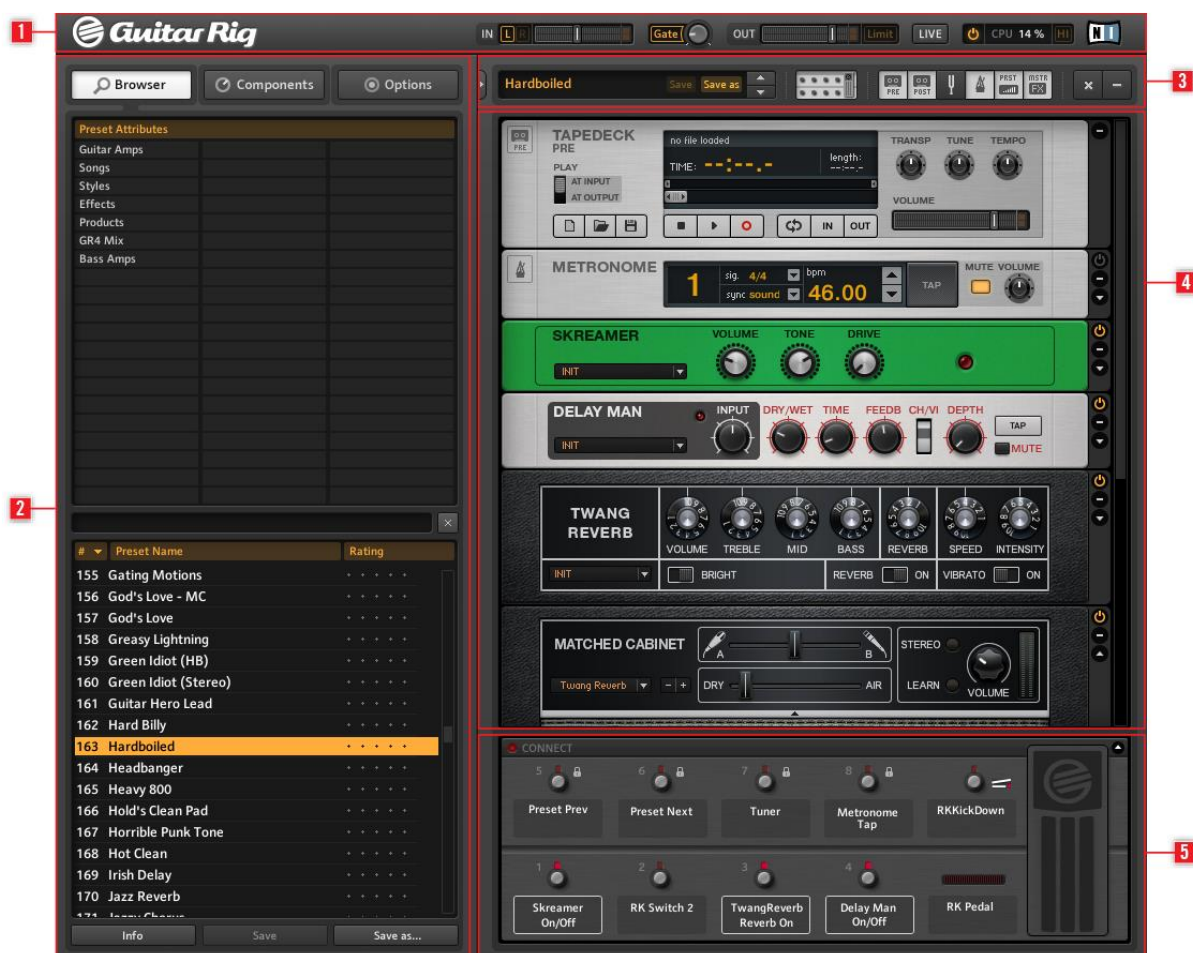 1
Guitar Rig
IN L R
Gate
OUT
Limit
LIVE
CPU 14 %
HI
N I
Browser
Components
Options
Hardboiled
Save
Save as
PRE
POST
PRST
MSTR
FX
3
Preset Attributes
Guitar Amps
Songs
Styles
Effects
Products
GR4 Mix
Bass Amps
2
# Preset Name Rating
155 Gating Motions
156 God's Love - MC
157 God's Love
158 Greasy Lightning
159 Green Idiot (HB)
160 Green Idiot (Stereo)
161 Guitar Hero Lead
162 Hard Billy
163 Hardboiled
164 Headbanger
165 Heavy 800
166 Hold's Clean Pad
167 Horrible Punk Tone
168 Hot Clean
169 Irish Delay
170 Jazz Reverb
171 Jazzy Chorus
Info
Save
Save as...
PRE
TAPEDECK
PRE
PLAY
AT INPUT
AT OUTPUT
no file loaded
TIME: --:--.-
length:
--:--.-
IN
OUT
TRANSP TUNE TEMPO
VOLUME
METRONOME
1
sig. 4/4
sync sound
bpm
46.00
TAP
MUTE VOLUME
4
SKREAMER
INIT
VOLUME TONE DRIVE
DELAY MAN
INIT
INPUT DRY/WET TIME FEEDB CH/VI DEPTH
TAP
MUTE
TWANG
REVERB
VOLUME TREBLE MID BASS REVERB SPEED INTENSITY
INIT
BRIGHT
REVERB ON
VIBRATO ON
MATCHED CABINET
A B
Twang Reverb - +
DRY AIR
STEREO
LEARN
VOLUME
CONNECT
5 6 7 8
Preset Prev
Preset Next
Tuner
Metronome
Tap
RKKickDown
5
1 2 3 4
Skreamer
On/Off
RK Switch 2
TwangReverb
Reverb On
Delay Man
On/Off
RK Pedal